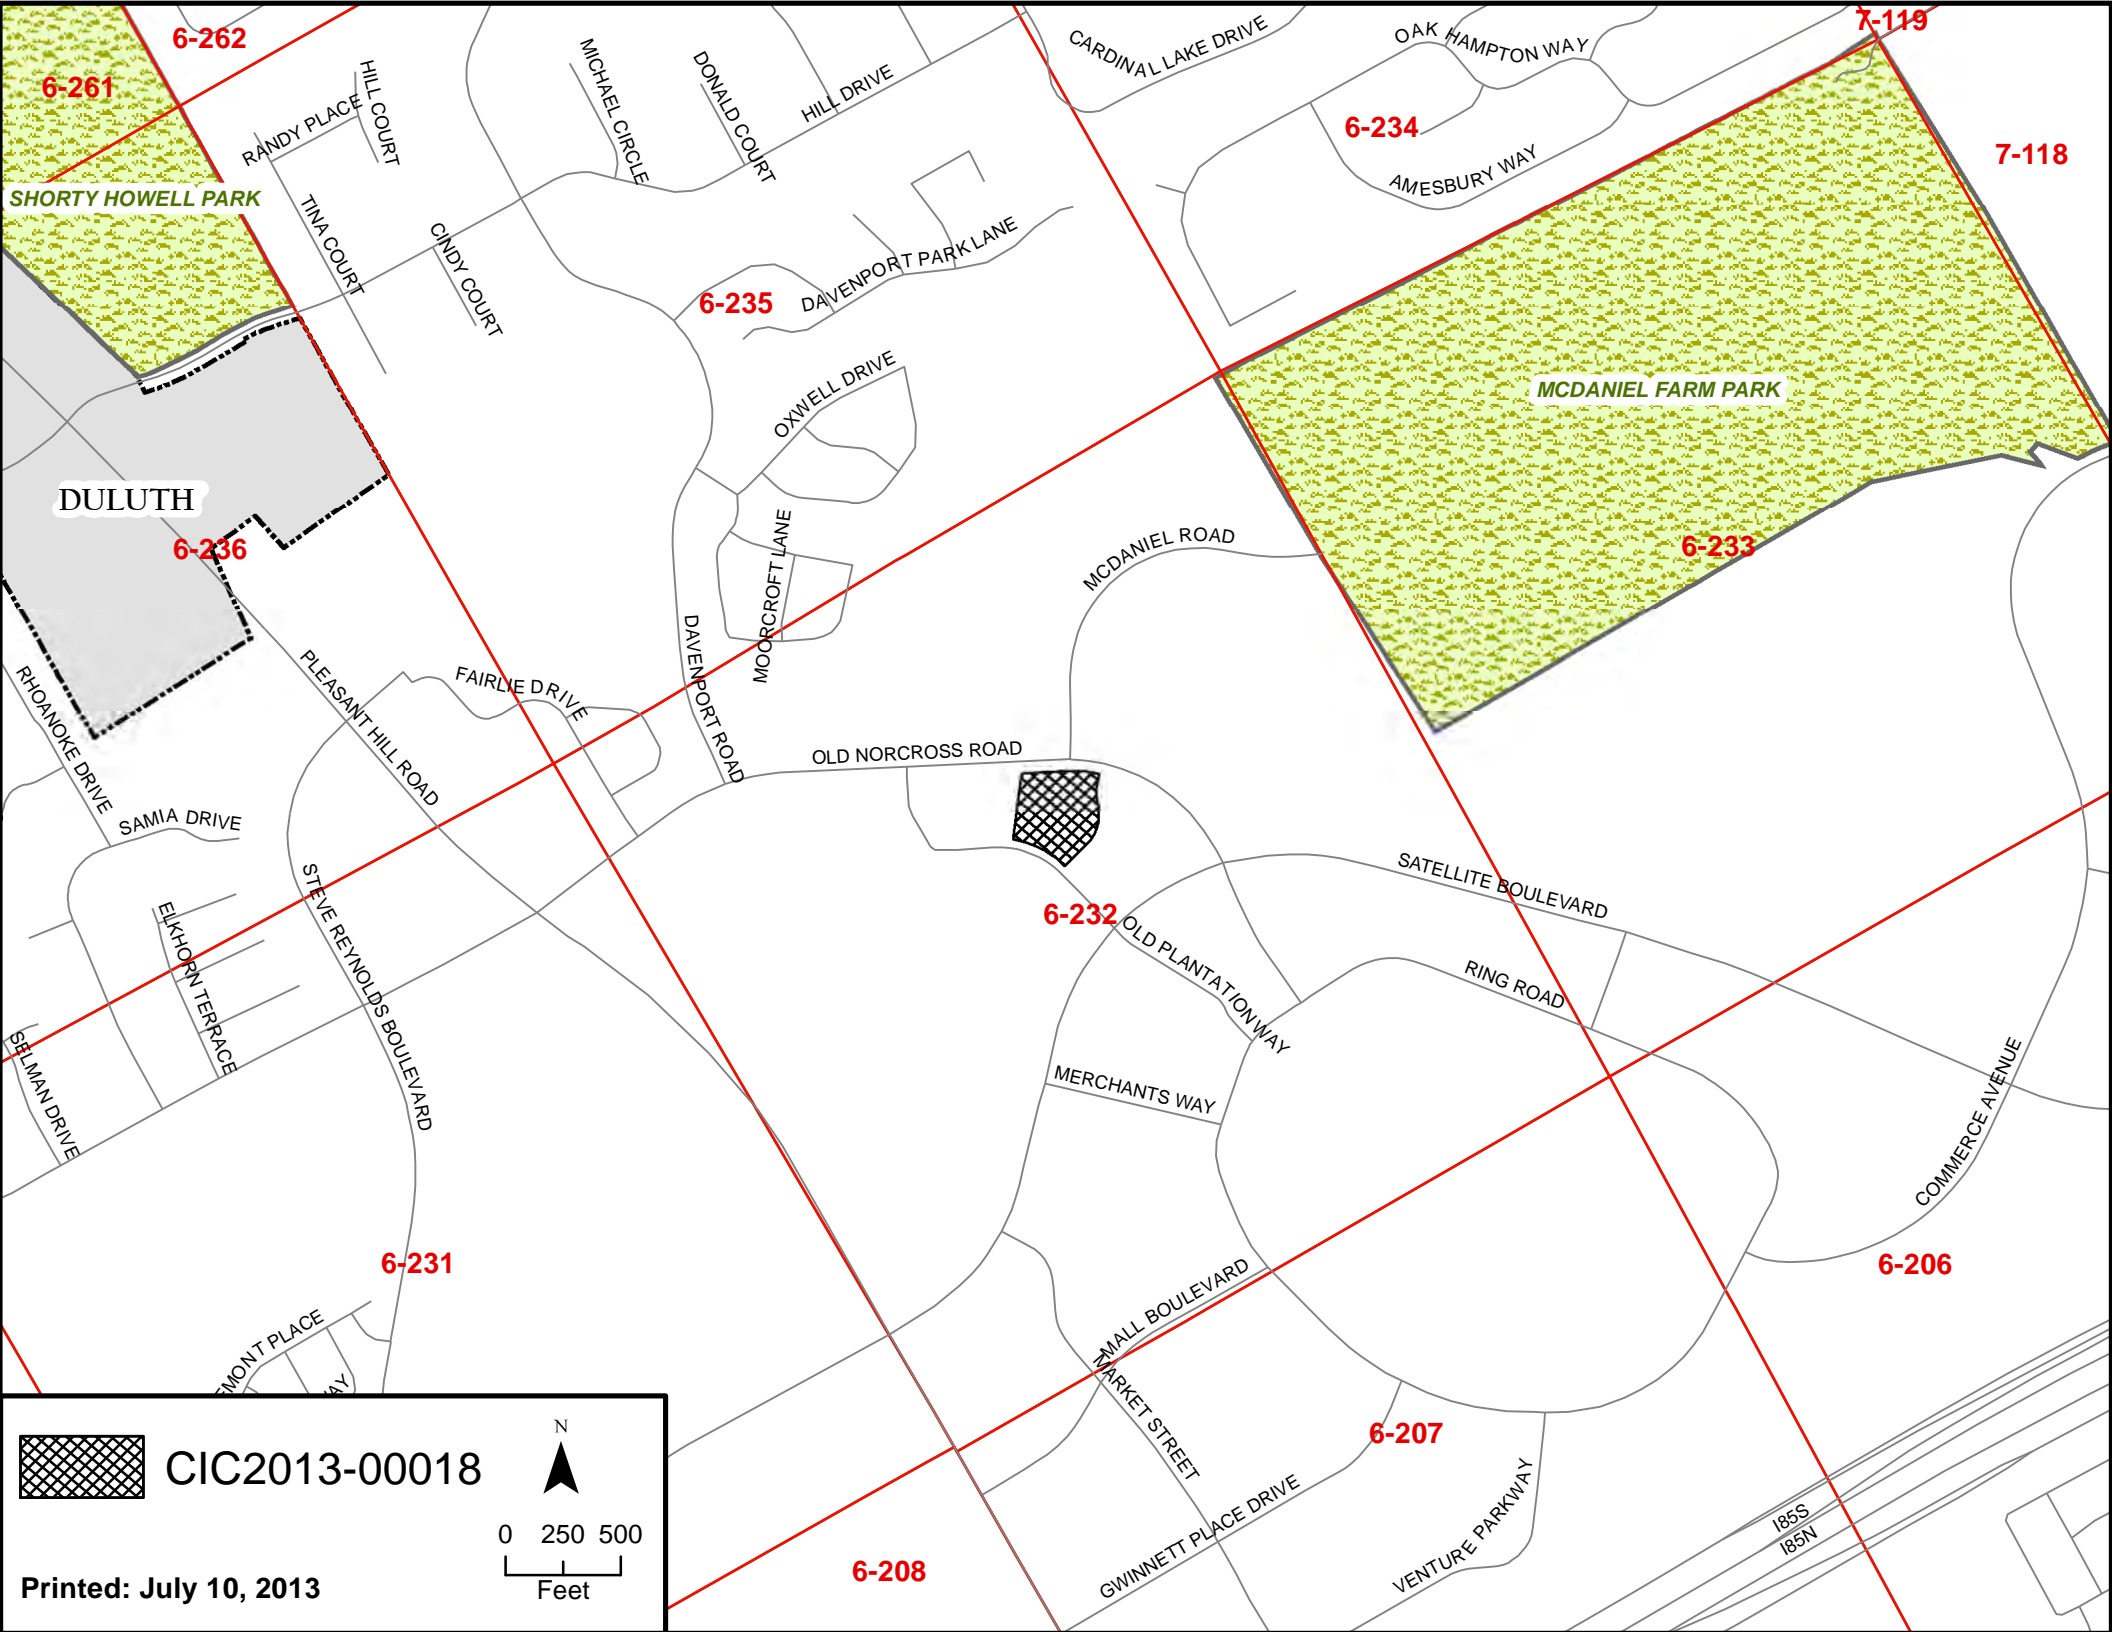 7-119
6-262
CARDINAL LAKE DRIVE
OAK HAMPTON WAY
6-261
HILL COURT
MICHAEL CIRCLE
DONALD COURT
HILL DRIVE
RANDY PLACE
6-234
7-118
AMESBURY WAY
SHORTY HOWELL PARK
TINA COURT
CINDY COURT
6-235
DAVENPORT PARK LANE
OXWELL DRIVE
MCDANIEL FARM PARK
DULUTH
6-236
MOORCROFT LANE
MCDANIEL ROAD
6-233
RHOANOKE DRIVE
PLEASANT HILL ROAD
FAIRLIE DRIVE
DAVENPORT ROAD
OLD NORCROSS ROAD
SAMIA DRIVE
STEVE REYNOLDS BOULEVARD
SATELLITE BOULEVARD
6-232
OLD PLANTATION WAY
ELKHORN TERRACE
RING ROAD
SELMAN DRIVE
MERCHANTS WAY
COMMERCE AVENUE
6-231
6-206
MALL BOULEVARD
EMONT PLACE
AY
MARKET STREET
6-207
GWINNETT PLACE DRIVE
VENTURE PARKWAY
I85S
I85N
6-208
N
CIC2013-00018
0 250 500
Feet
Printed: July 10, 2013